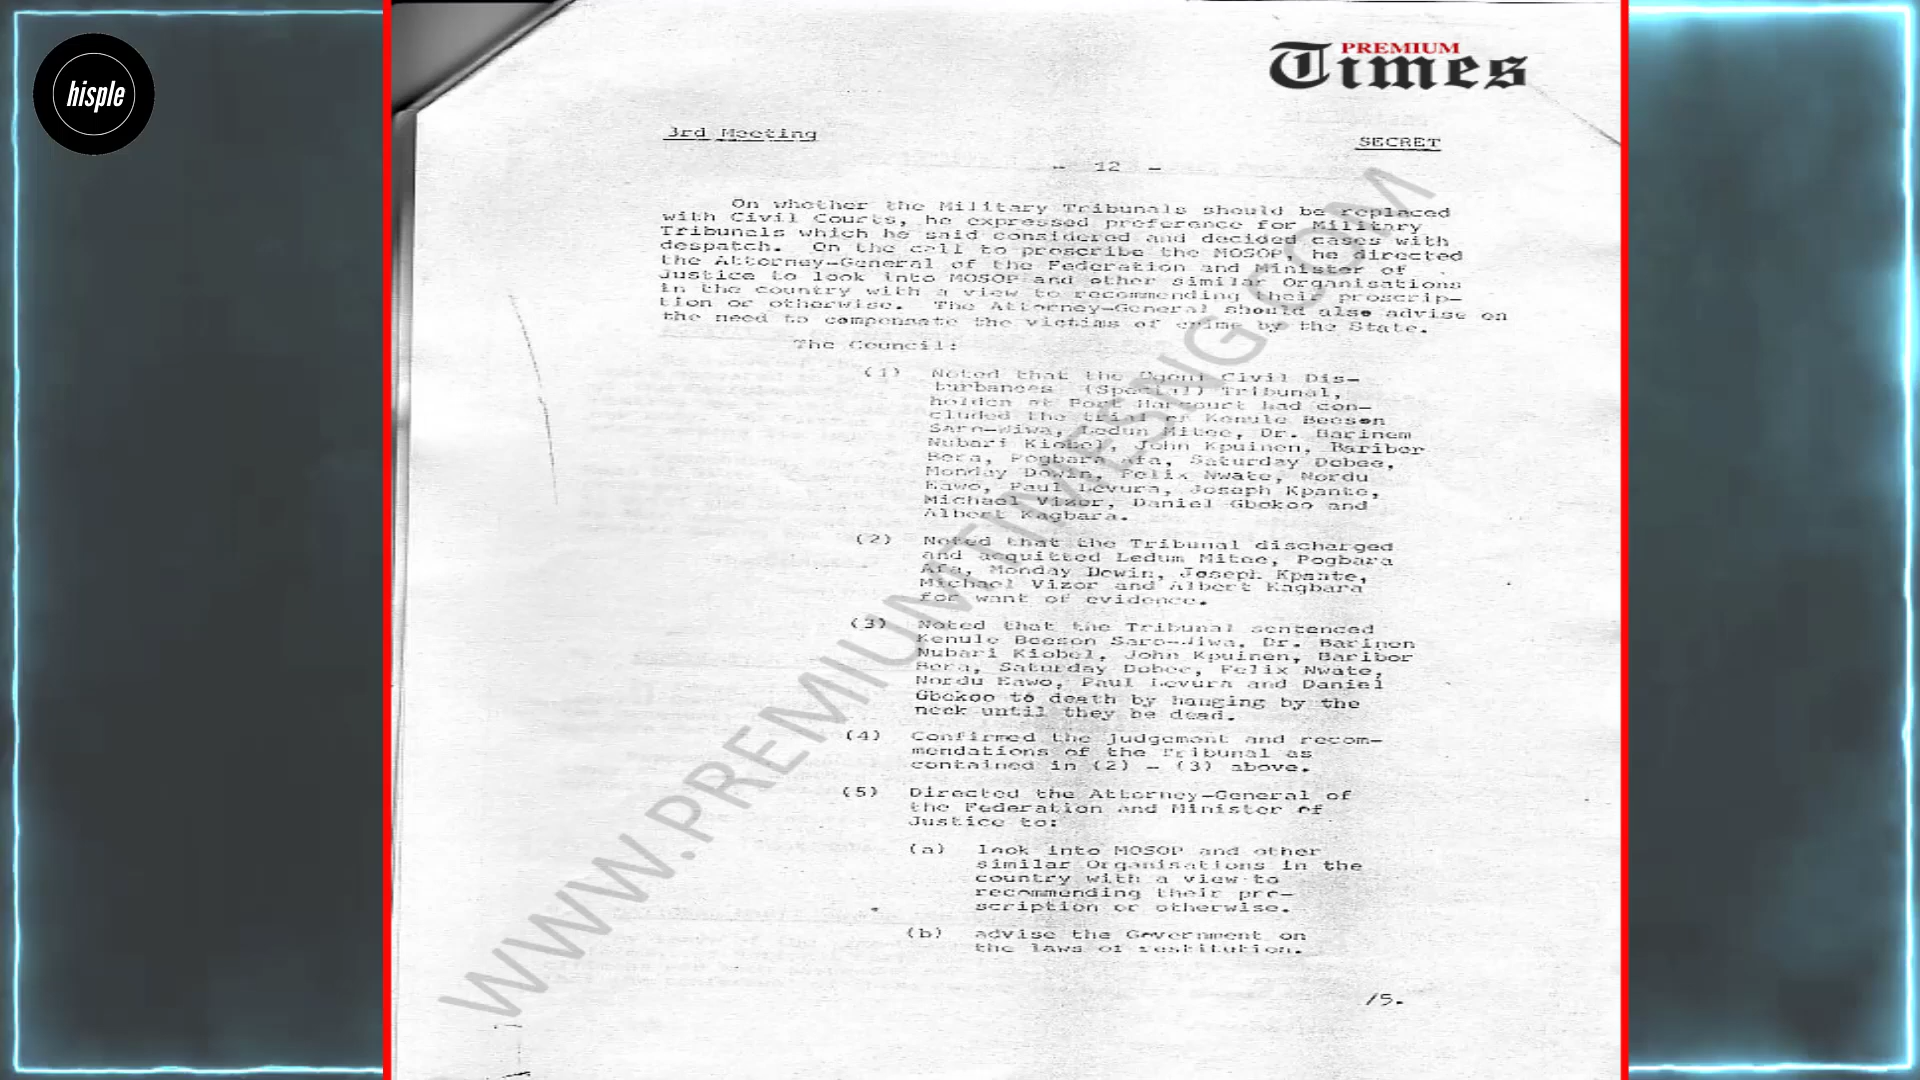 hisple
PREMIUM
Times
3rd Meeting
SECRET
- 12 -
On whether the Military Tribunals should be replaced
with Civil Courts, he expressed preference for Military
Tribunals which he said considered and decided cases with
despatch. On the call to proscribe the MOSOP, he directed
the Attorney-General of the Federation and Minister of
Justice to look into MOSOP and other similar Organisations
in the country with a view to recommending their proscrip-
tion or otherwise. The Attorney-General should also advise on
the need to compensate the victims of crime by the State.
The Council:
(1) Noted that the Ogoni Civil Dis-
turbances (Special) Tribunal,
holden at Port Harcourt had con-
cluded the trial of Kenule Beeson
Saro-Wiwa, Ledun Mitee, Dr. Barinem
Nubari Kiobel, John Kpuinen, Baribor
Bera, Pogbara Afa, Saturday Dobee,
Monday Dowin, Felix Nwate, Nordu
Eawo, Paul Levura, Joseph Kpante,
Michael Vizor, Daniel Gbokoo and
Albert Kagbara.
(2) Noted that the Tribunal discharged
and acquitted Ledum Mitee, Pogbara
Afa, Monday Dowin, Joseph Kpante,
Michael Vizor and Albert Kagbara
for want of evidence.
(3) Noted that the Tribunal sentenced
Kenule Beeson Saro-Wiwa, Dr. Barinen
Nubari Kiobel, John Kpuinen, Baribor
Bera, Saturday Dobee, Felix Nwate,
Nordu Eawo, Paul Levura and Daniel
Gbokoo to death by hanging by the
neck until they be dead.
(4) Confirmed the judgement and recom-
mendations of the Tribunal as
contained in (2) - (3) above.
(5) Directed the Attorney-General of
the Federation and Minister of
Justice to:
(a) look into MOSOP and other
similar Organisations in the
country with a view to
recommending their pro-
scription or otherwise.
(b) advise the Government on
the laws of restitution.
/5.
WWW.PREMIUMTIMESNG.COM